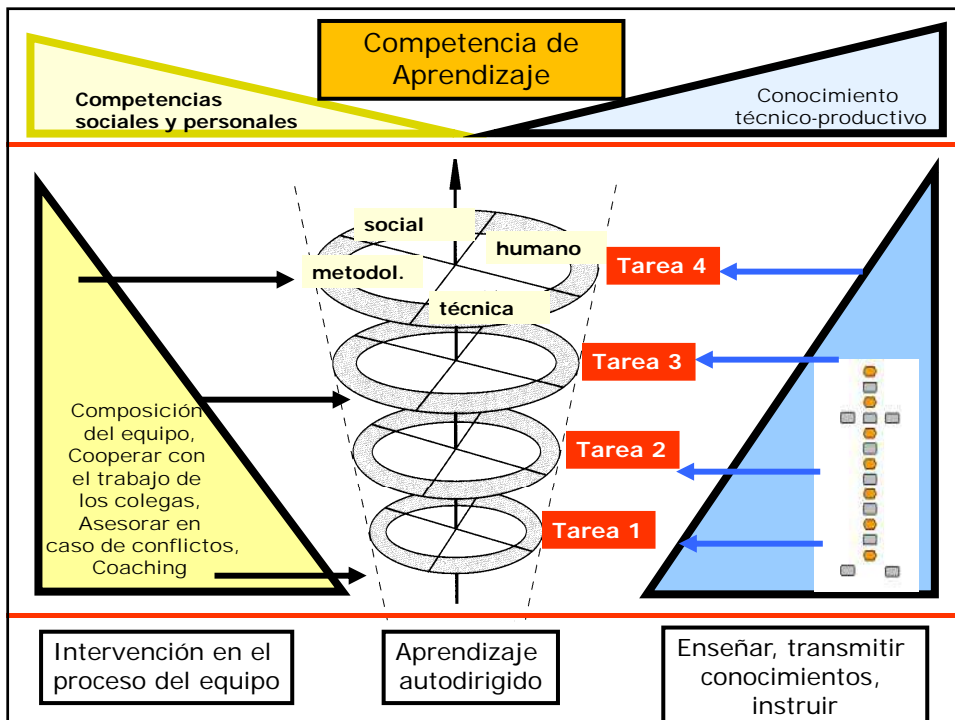 Competencia de
Aprendizaje
Competencias
sociales y personales
Conocimiento
técnico-productivo
social
humano
metodol.
técnica
Tarea 4
Tarea 3
Tarea 2
Tarea 1
Composición
del equipo,
Cooperar con
el trabajo de
los colegas,
Asesorar en
caso de conflictos,
Coaching
Intervención en el
proceso del equipo
Aprendizaje
autodirigido
Enseñar, transmitir
conocimientos,
instruir